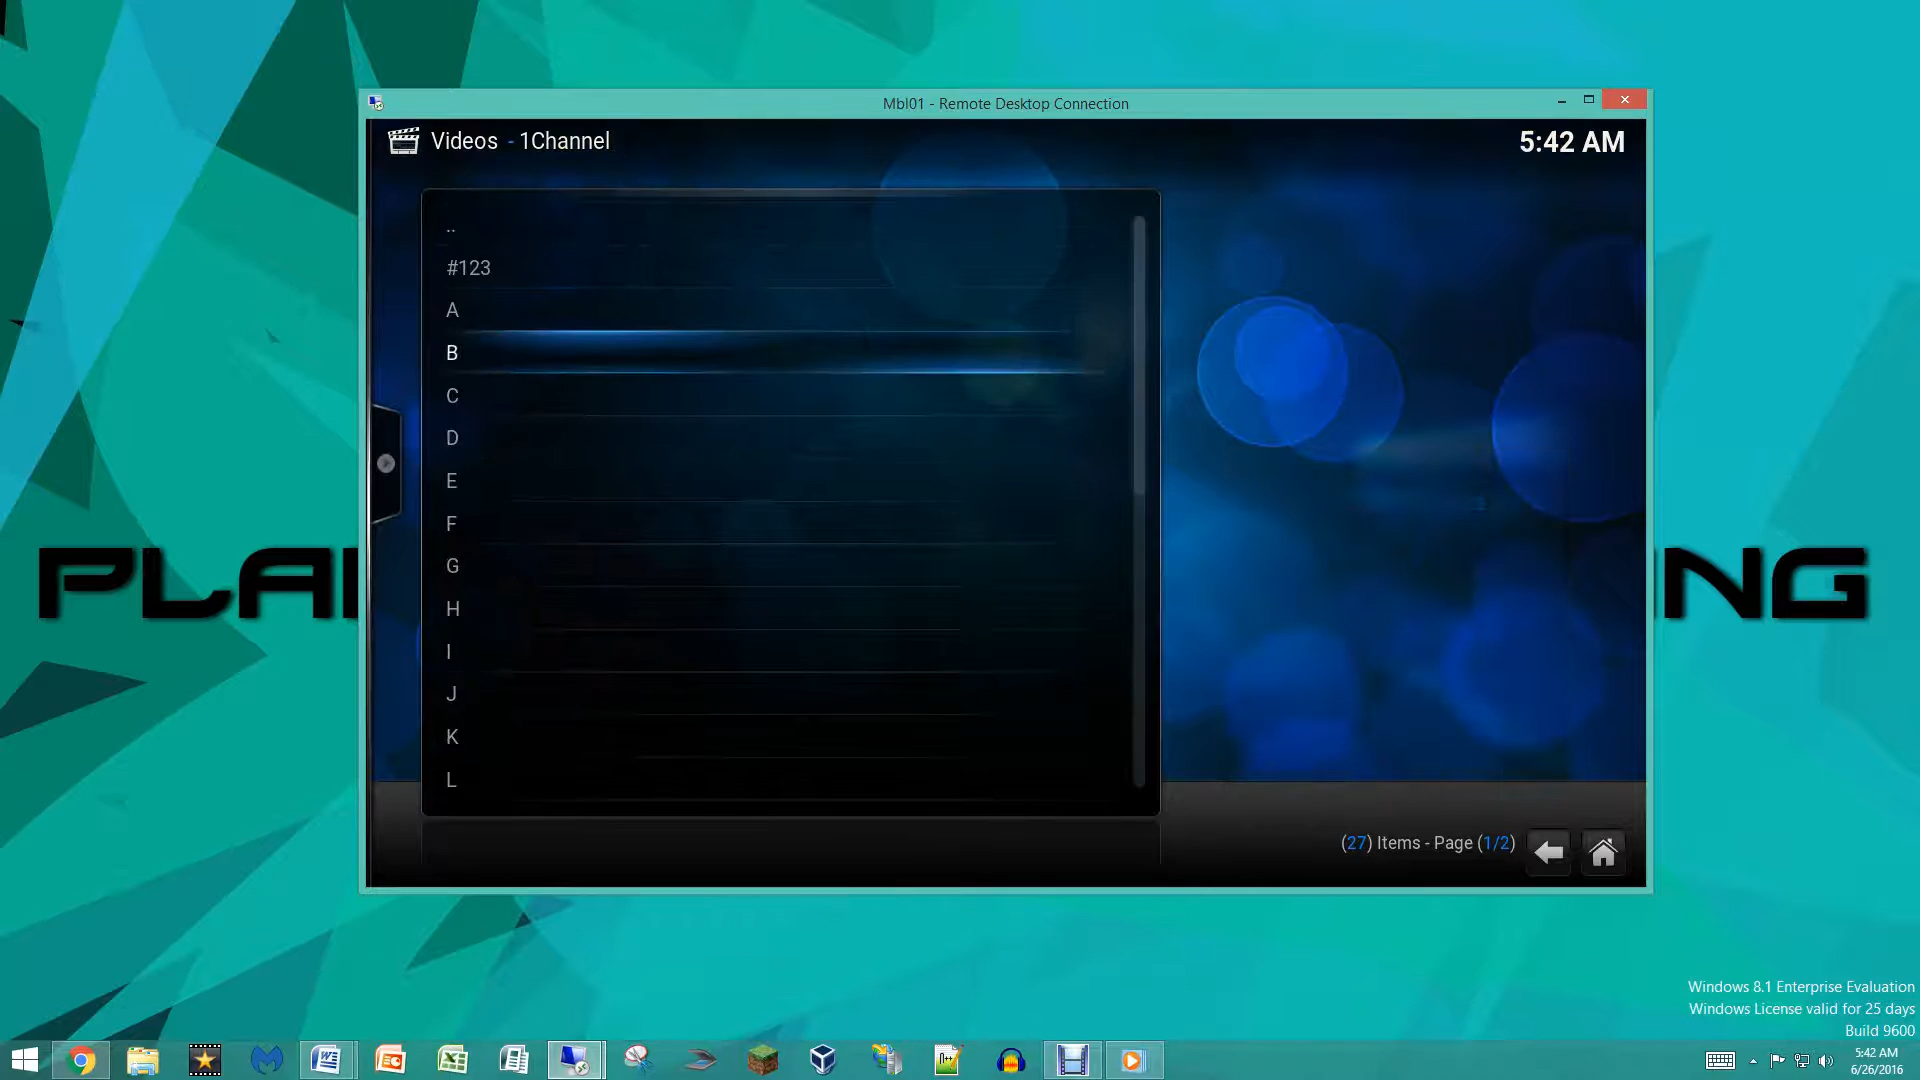 Mbl01 - Remote Desktop Connection
Videos - 1Channel
5:42 AM
..
#123
A
B
C
D
E
F
G
H
I
J
K
L
(27) Items - Page (1/2)
PLA
NG
Windows 8.1 Enterprise Evaluation
Windows License valid for 25 days
Build 9600
5:42 AM
6/26/2016